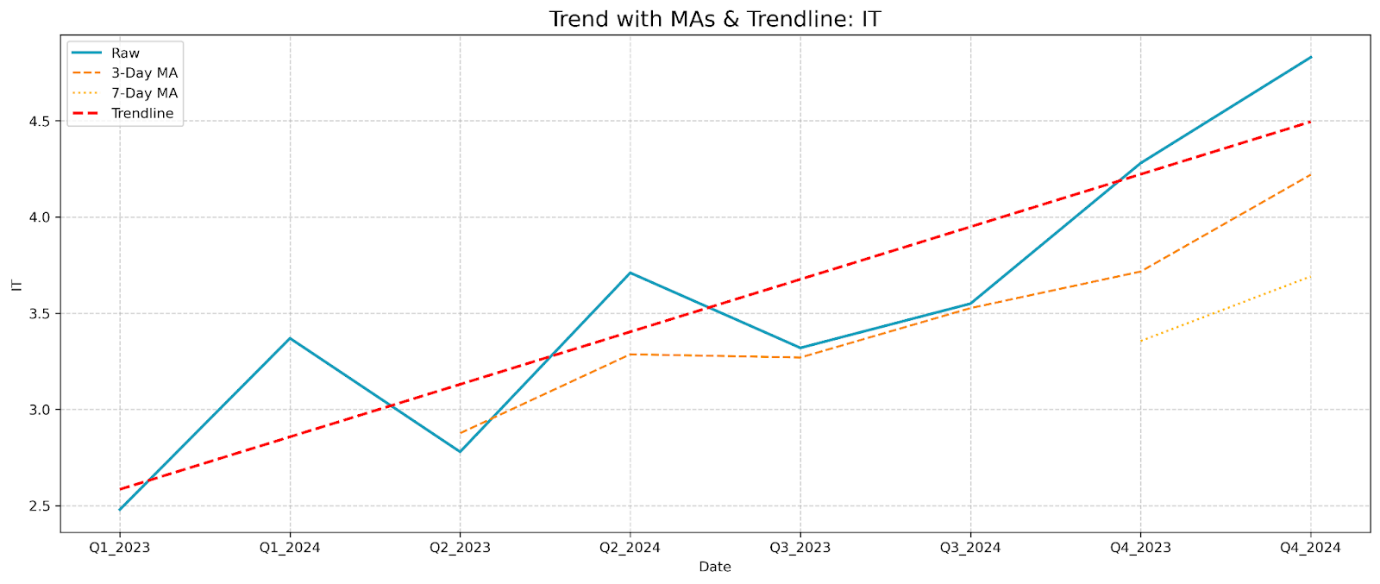 Trend with MAs & Trendline: IT
Raw
3-Day MA
7-Day MA
Trendline
IT
4.5
4.0
3.5
3.0
2.5
Q1_2023 Q1_2024 Q2_2023 Q2_2024 Q3_2023 Q3_2024 Q4_2023 Q4_2024
Date